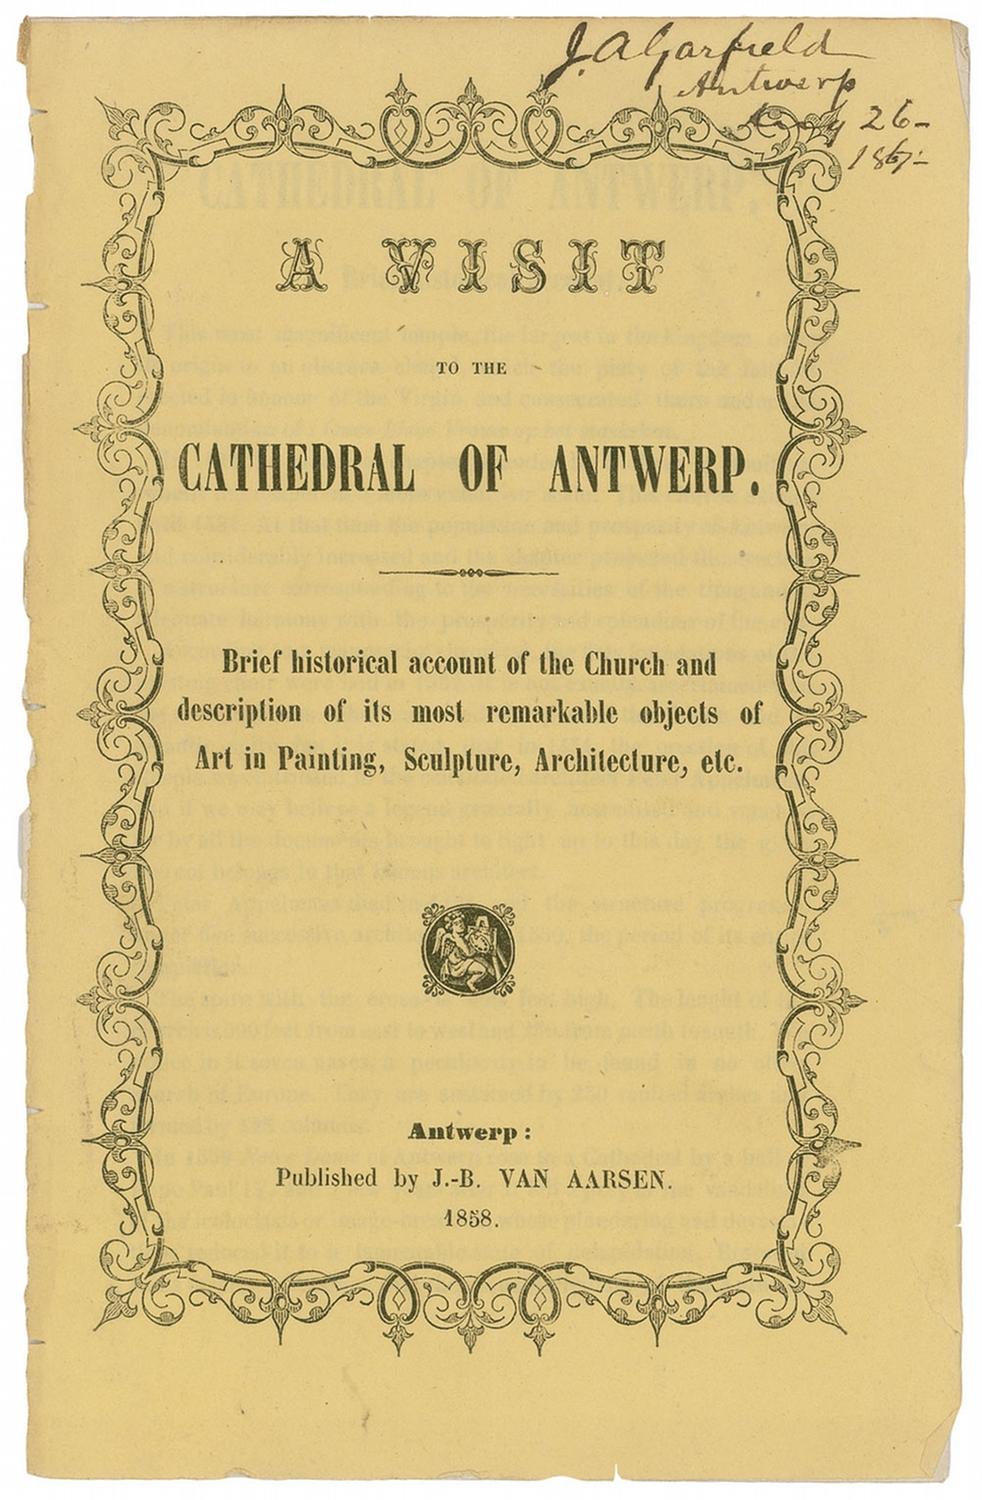 J. A Garfield
Antwerp
26-
1867-
A VISIT
TO THE
CATHEDRAL OF ANTWERP.
Brief historical account of the Church and
description of its most remarkable objects of
Art in Painting, Sculpture, Architecture, etc.
Antwerp:
Published by J.-B. VAN AARSEN.
1858.